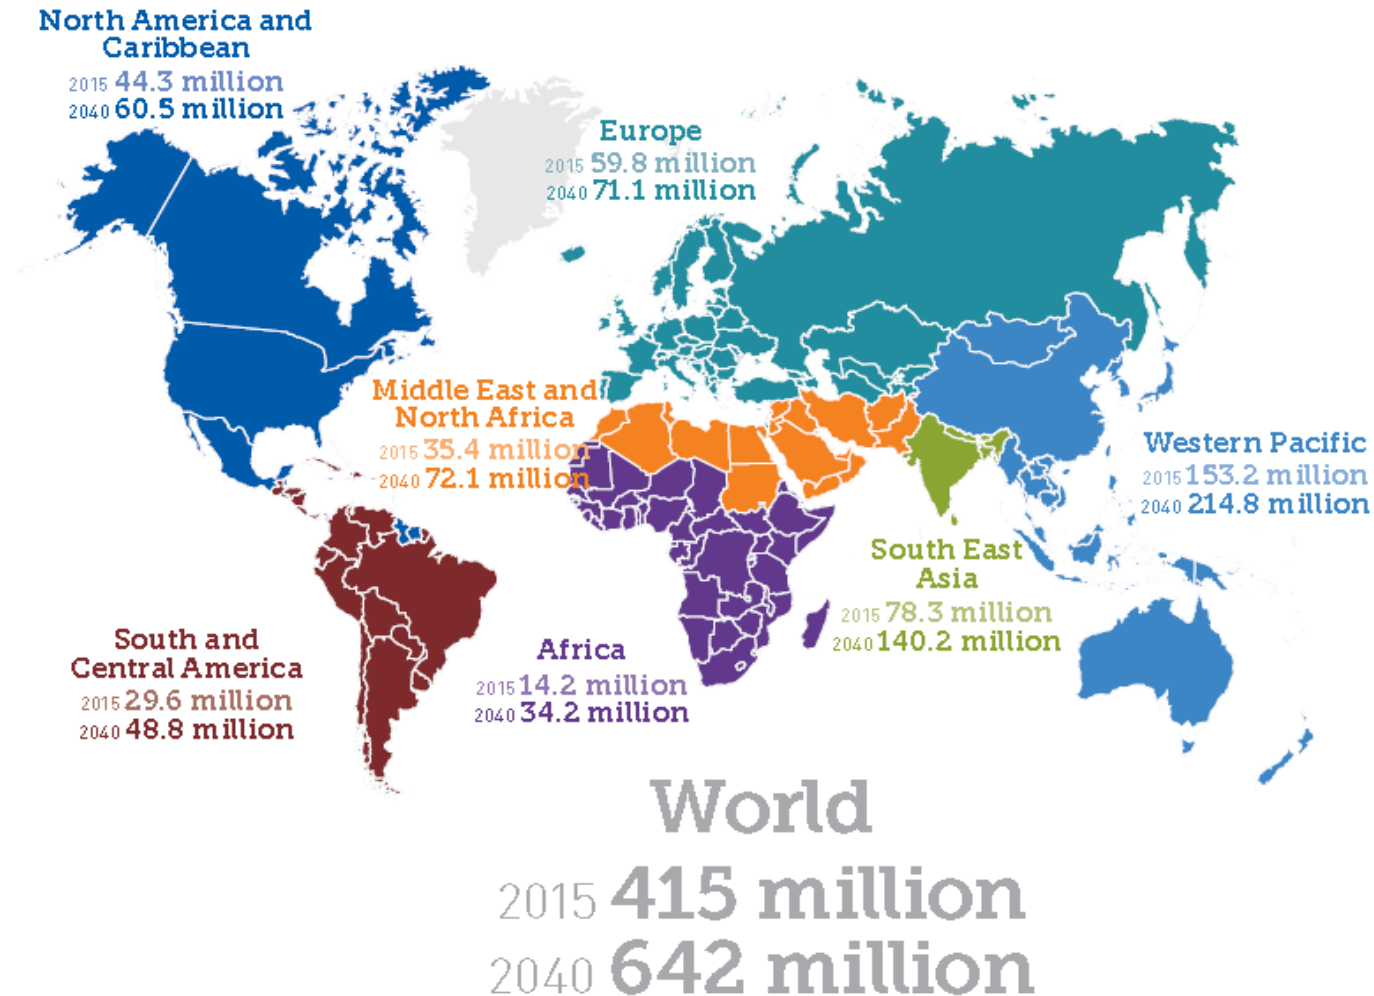 North America and
Caribbean
2015 44.3 million
2040 60.5 million
Europe
2015 59.8 million
2040 71.1 million
Middle East and
North Africa
2015 35.4 million
2040 72.1 million
Western Pacific
2015 153.2 million
2040 214.8 million
South East
Asia
2015 78.3 million
2040 140.2 million
South and
Central America
2015 29.6 million
2040 48.8 million
Africa
2015 14.2 million
2040 34.2 million
World
2015 415 million
2040 642 million